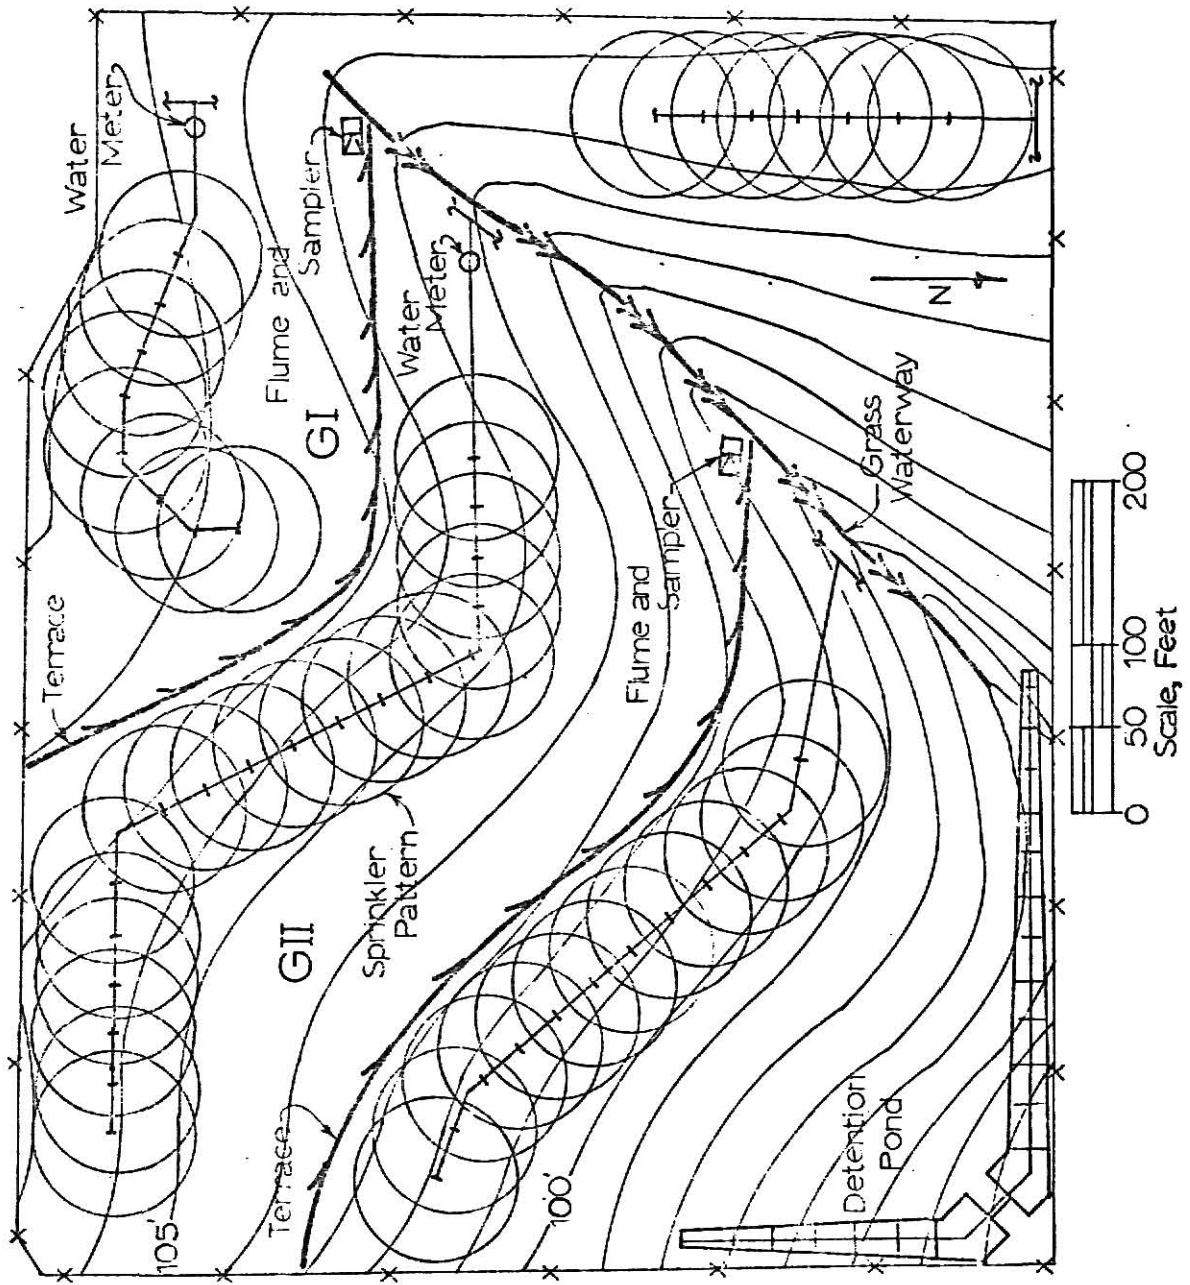 Water
Meter
Flume and
Sampler
Terrace
GI
Water
Meter
N
Grass
Waterway
Flume and
Sampler
Sprinkler
Pattern
GII
Terrace
105'
100'
Detention
Pond
0 50 100 200
Scale, Feet